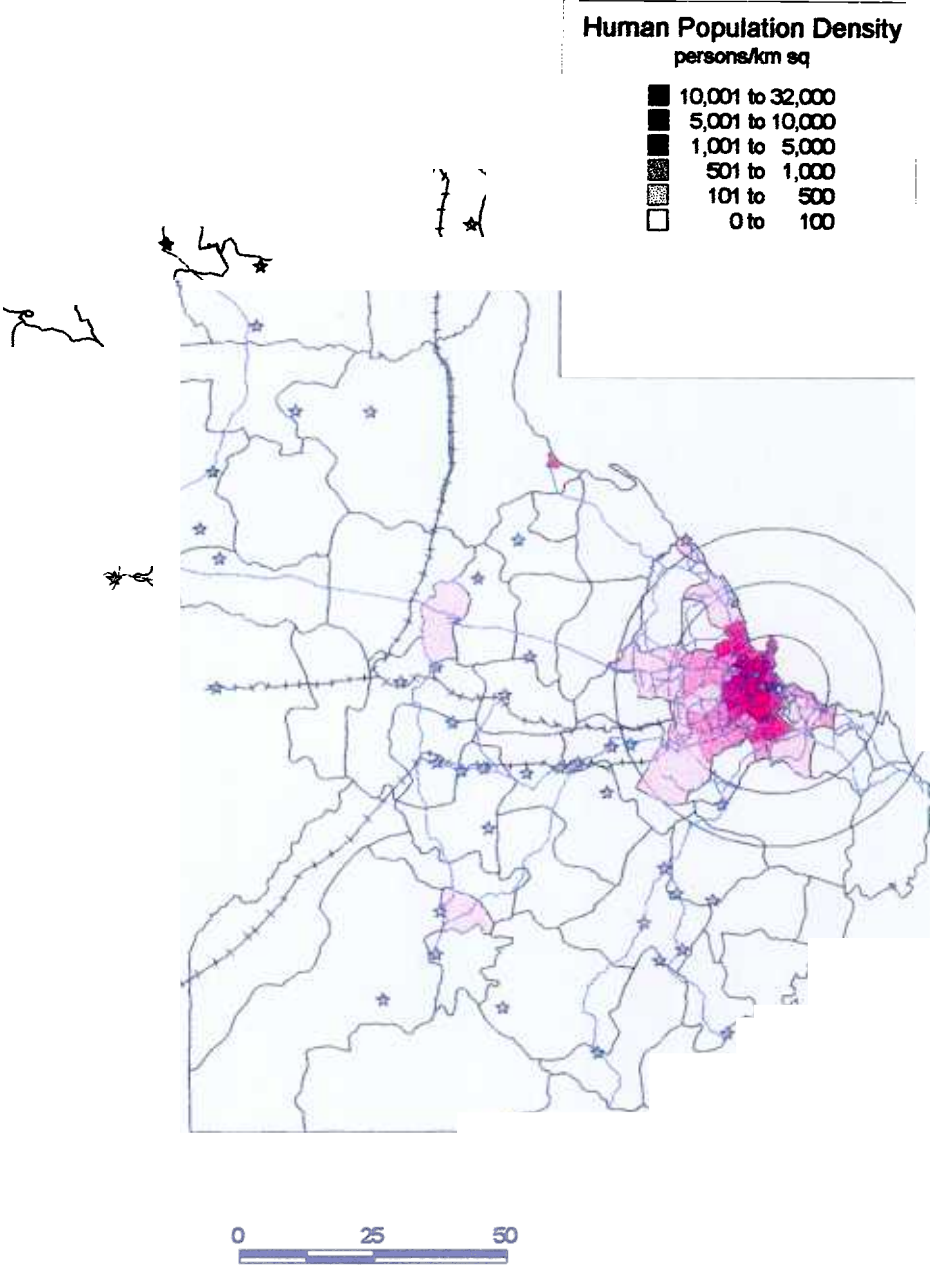 Human Population Density
persons/km sq
10,001 to 32,000
5,001 to 10,000
1,001 to 5,000
501 to 1,000
101 to 500
0 to 100
0 25 50